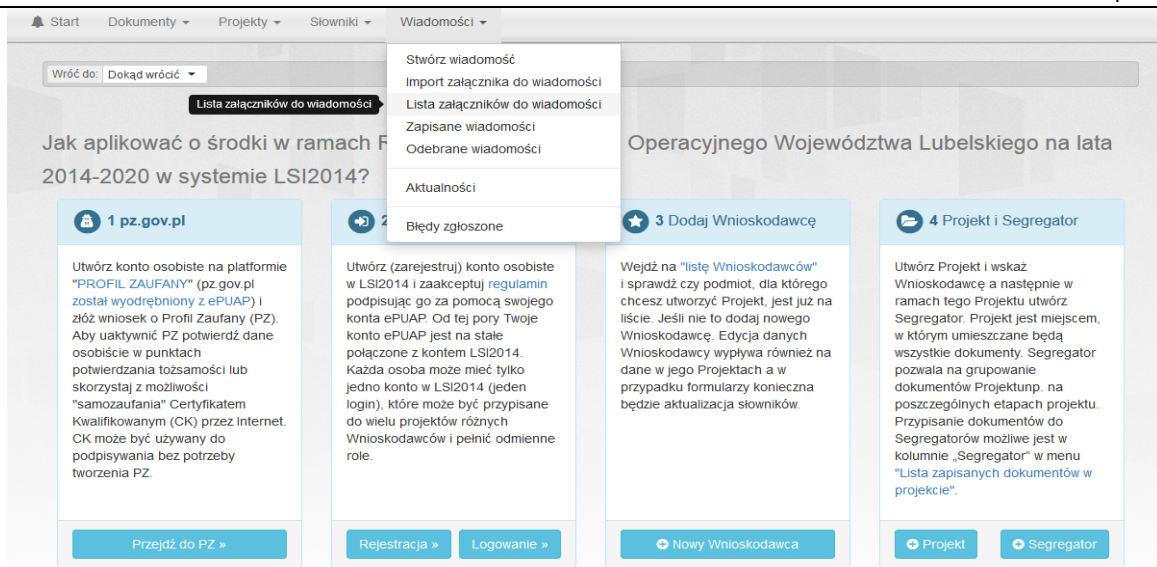 Start Dokumenty Projekty Słowniki Wiadomości
Stwórz wiadomość
Import załącznika do wiadomości
Lista załączników do wiadomości
Zapisane wiadomości
Odebrane wiadomości
Aktualności
Błędy zgłoszone
Wróć do: Dokąd wrócić
Lista załączników do wiadomości
Jak aplikować o środki w ramach R Operacyjnego Województwa Lubelskiego na lata
2014-2020 w systemie LSI2014?
1 pz.gov.pl
Utwórz konto osobiste na platformie
"PROFIL ZAUFANY" (pz.gov.pl
został wyodrębniony z ePUAP) i
złóż wniosek o Profil Zaufany (PZ).
Aby uaktywnić PZ potwierdź dane
osobiście w punktach
potwierdzania tożsamości lub
skorzystaj z możliwości
"samozaufania" Certyfikatem
Kwalifikowanym (CK) przez Internet.
CK może być używany do
podpisywania bez potrzeby
tworzenia PZ.
Przejdź do PZ »
2
Utwórz (zarejestruj) konto osobiste
w LSI2014 i zaakceptuj regulamin
podpisując go za pomocą swojego
konta ePUAP. Od tej pory Twoje
konto ePUAP jest na stałe
połączone z kontem LSI2014.
Każda osoba może mieć tylko
jedno konto w LSI2014 (jeden
login), które może być przypisane
do wielu projektów różnych
Wnioskodawców i pełnić odmienne
role.
Rejestracja » Logowanie »
3 Dodaj Wnioskodawcę
Wejdź na "listę Wnioskodawców"
i sprawdź czy podmiot, dla którego
chcesz utworzyć Projekt, jest już na
liście. Jeśli nie to dodaj nowego
Wnioskodawcę. Edycja danych
Wnioskodawcy wypływa również na
dane w jego Projektach a w
przypadku formularzy konieczna
będzie aktualizacja słowników.
Nowy Wnioskodawca
4 Projekt i Segregator
Utwórz Projekt i wskaż
Wnioskodawcę a następnie w
ramach tego Projektu utwórz
Segregator. Projekt jest miejscem,
w którym umieszczane będą
wszystkie dokumenty. Segregator
pozwala na grupowanie
dokumentów Projektunp. na
poszczególnych etapach projektu.
Przypisanie dokumentów do
Segregatorów możliwe jest w
kolumnie „Segregator" w menu
"Lista zapisanych dokumentów w
projekcie".
Projekt Segregator